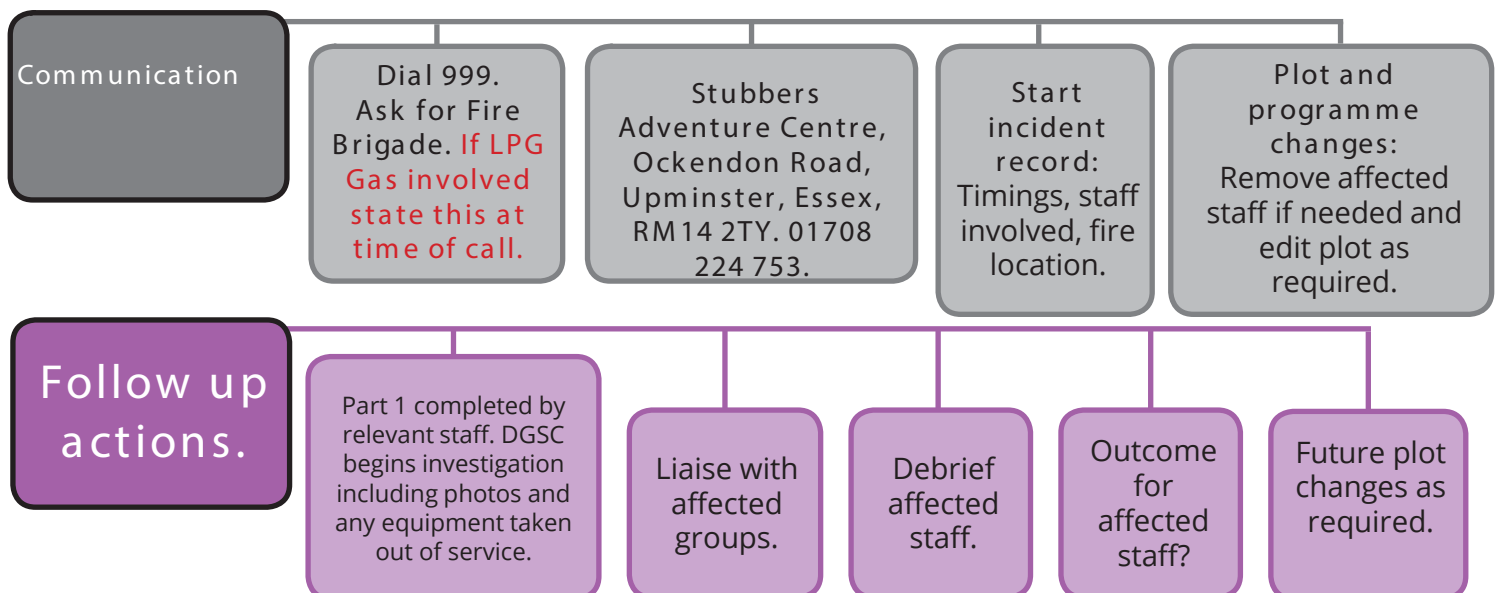 Communication
Dial 999.
Ask for Fire
Brigade. If LPG
Gas involved
state this at
time of call.
Stubbers
Adventure Centre,
Ockendon Road,
Upminster, Essex,
RM14 2TY. 01708
224 753.
Start
incident
record:
Timings, staff
involved, fire
location.
Plot and
programme
changes:
Remove affected
staff if needed and
edit plot as
required.
Follow up
actions.
Part 1 completed by
relevant staff. DGSC
begins investigation
including photos and
any equipment taken
out of service.
Liaise with
affected
groups.
Debrief
affected
staff.
Outcome
for
affected
staff?
Future plot
changes as
required.